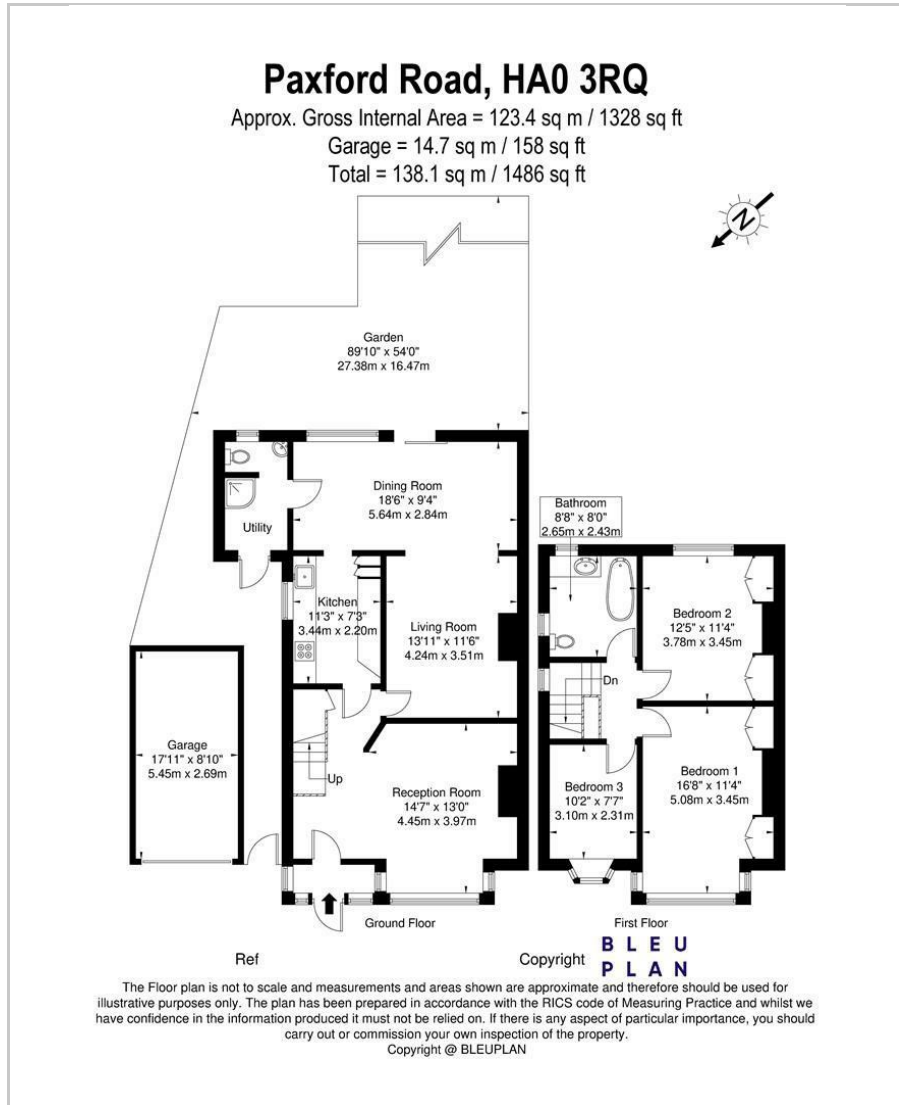 Paxford Road, HA0 3RQ
Approx. Gross Internal Area = 123.4 sq m / 1328 sq ft
Garage = 14.7 sq m / 158 sq ft
Total = 138.1 sq m / 1486 sq ft
N
Garden
89'10" x 54'0"
27.38m x 16.47m
Dining Room
18'6" x 9'4"
5.64m x 2.84m
Utility
Kitchen
11'3" x 7'3"
3.44m x 2.20m
Living Room
13'11" x 11'6"
4.24m x 3.51m
Garage
17'11" x 8'10"
5.45m x 2.69m
Up
Reception Room
14'7" x 13'0"
4.45m x 3.97m
Ground Floor
Bathroom
8'8" x 8'0"
2.65m x 2.43m
Bedroom 2
12'5" x 11'4"
3.78m x 3.45m
Dn
Bedroom 3
10'2" x 7'7"
3.10m x 2.31m
Bedroom 1
16'8" x 11'4"
5.08m x 3.45m
First Floor
Ref
Copyright
BLEU
PLAN
The Floor plan is not to scale and measurements and areas shown are approximate and therefore should be used for
illustrative purposes only. The plan has been prepared in accordance with the RICS code of Measuring Practice and whilst we
have confidence in the information produced it must not be relied on. If there is any aspect of particular importance, you should
carry out or commission your own inspection of the property.
Copyright @ BLEUPLAN